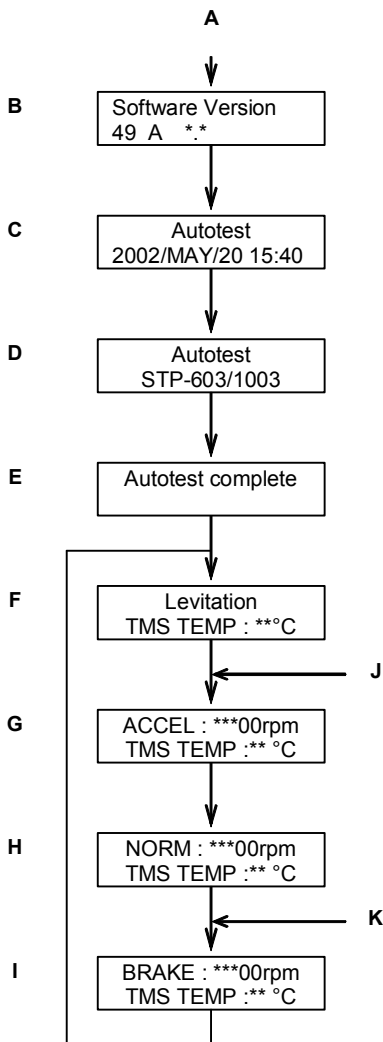 A
B
Software Version
49 A *.*
C
Autotest
2002/MAY/20 15:40
D
Autotest
STP-603/1003
E
Autotest complete
F
Levitation
TMS TEMP : **°C
J
G
ACCEL : ***00rpm
TMS TEMP :** °C
H
NORM : ***00rpm
TMS TEMP :** °C
K
I
BRAKE : ***00rpm
TMS TEMP :** °C